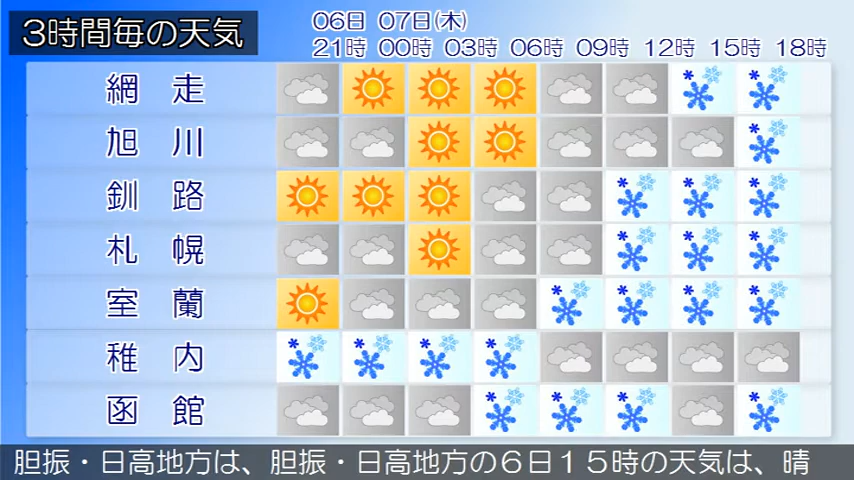 3時間毎の天気
06日 07日(木)
21時 00時 03時 06時 09時 12時 15時 18時
網走
旭川
釧路
札幌
室蘭
稚内
函館
胆振・日高地方は、胆振・日高地方の６日１５時の天気は、晴